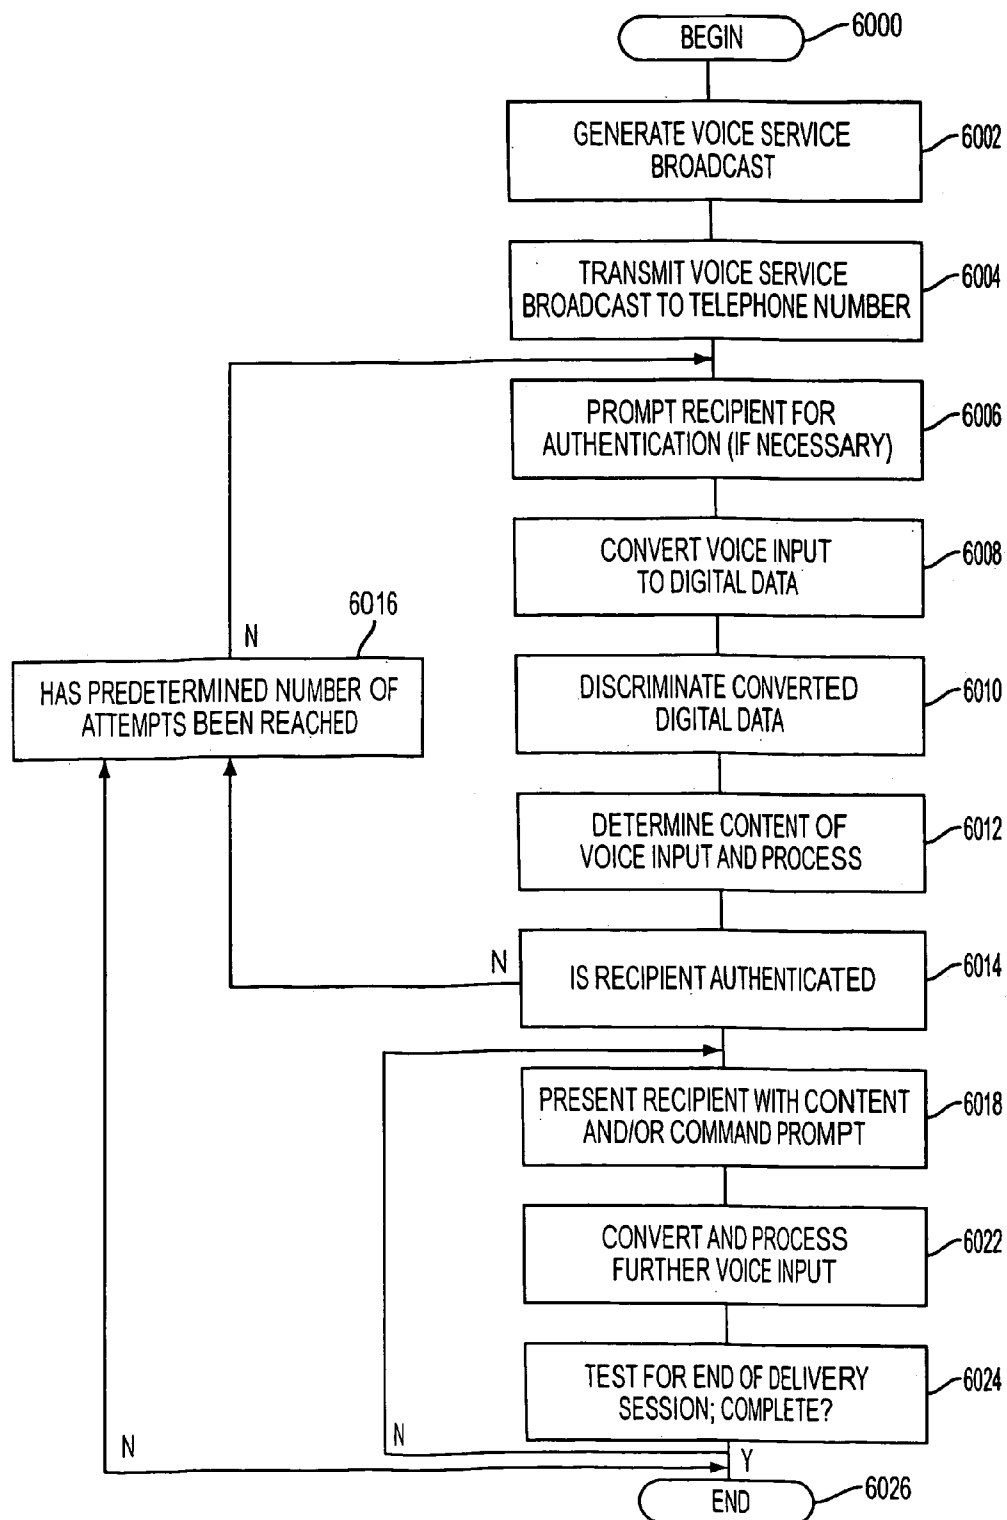 BEGIN
6000
GENERATE VOICE SERVICE
BROADCAST
6002
TRANSMIT VOICE SERVICE
BROADCAST TO TELEPHONE NUMBER
6004
PROMPT RECIPIENT FOR
AUTHENTICATION (IF NECESSARY)
6006
CONVERT VOICE INPUT
TO DIGITAL DATA
6008
6016
N
HAS PREDETERMINED NUMBER OF
ATTEMPTS BEEN REACHED
DISCRIMINATE CONVERTED
DIGITAL DATA
6010
DETERMINE CONTENT OF
VOICE INPUT AND PROCESS
6012
N
IS RECIPIENT AUTHENTICATED
6014
PRESENT RECIPIENT WITH CONTENT
AND/OR COMMAND PROMPT
6018
CONVERT AND PROCESS
FURTHER VOICE INPUT
6022
TEST FOR END OF DELIVERY
SESSION; COMPLETE?
6024
N
N
Y
END
6026